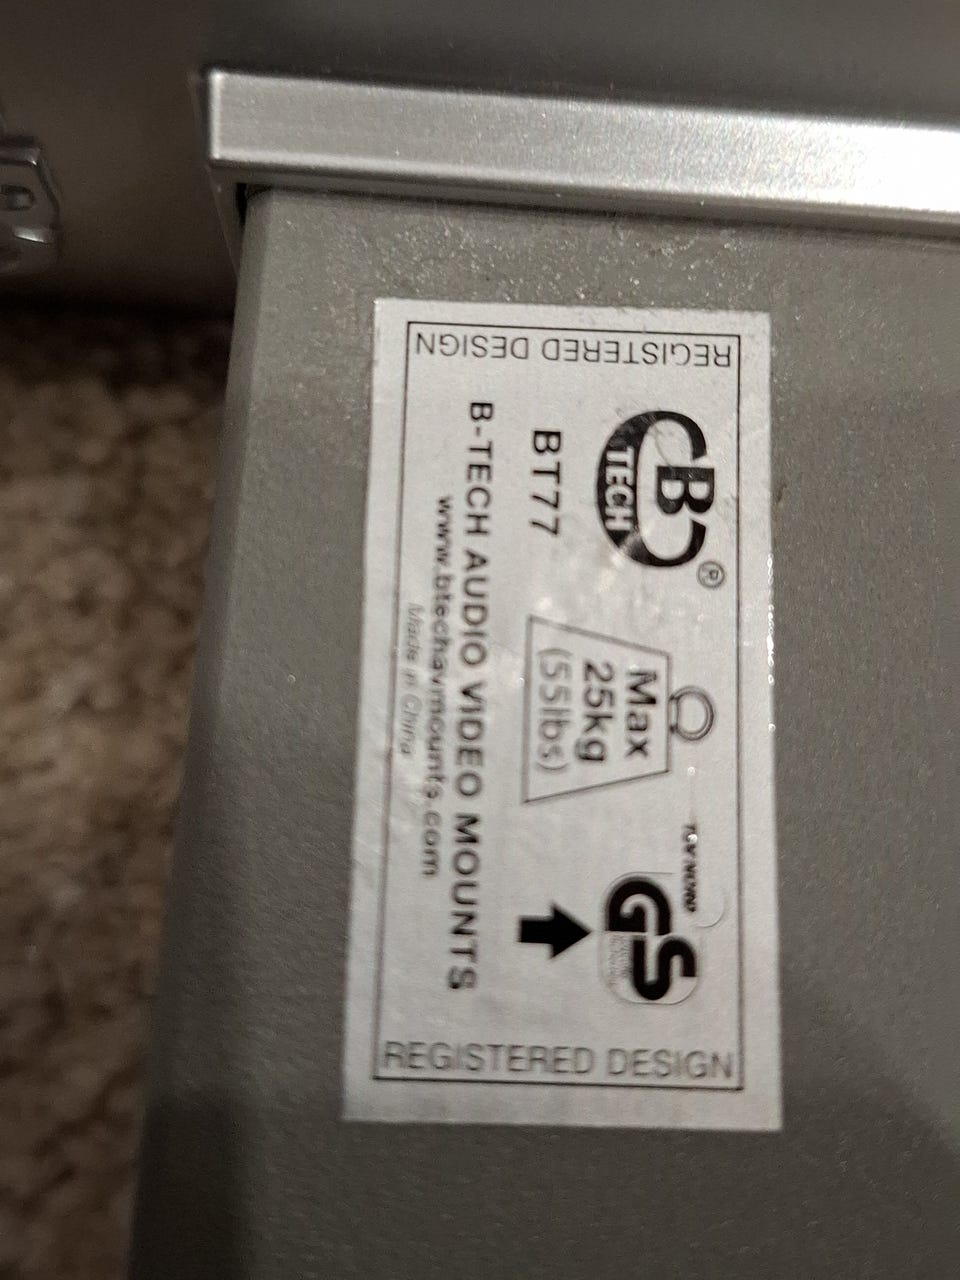 REGISTERED DESIGN
B TECH ®
BT77
Max
25kg
(55lbs)
GS
B-TECH AUDIO VIDEO MOUNTS
www.btechavmounts.com
Made in China
REGISTERED DESIGN